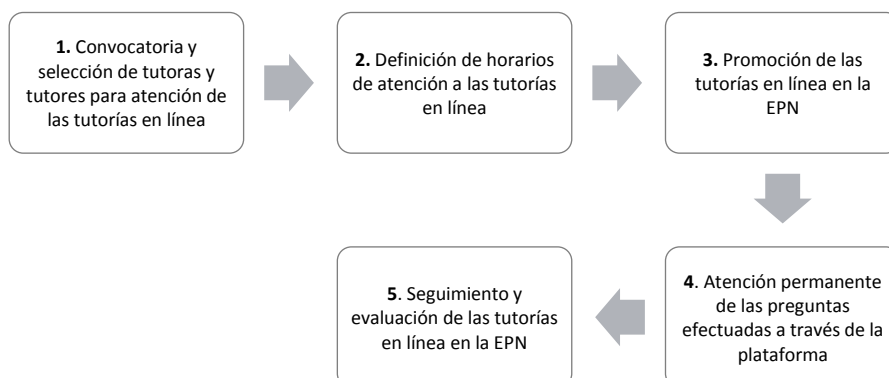 1. Convocatoria y
selección de tutoras y
tutores para atención de
las tutorías en línea
2. Definición de horarios
de atención a las tutorías
en línea
3. Promoción de las
tutorías en línea en la
EPN
4. Atención permanente
de las preguntas
efectuadas a través de la
plataforma
5. Seguimiento y
evaluación de las tutorías
en línea en la EPN